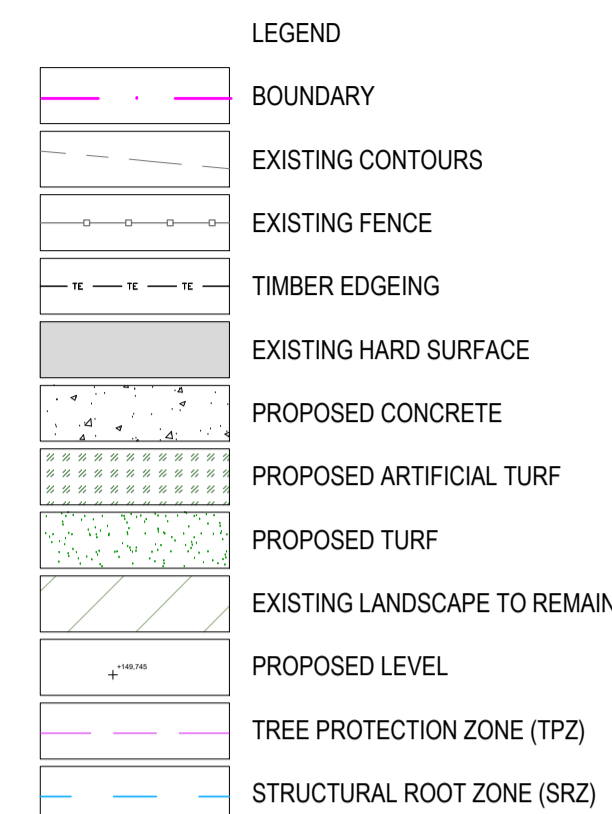 LEGEND
BOUNDARY
EXISTING CONTOURS
EXISTING FENCE
TE TE TE TIMBER EDGEING
EXISTING HARD SURFACE
PROPOSED CONCRETE
PROPOSED ARTIFICIAL TURF
PROPOSED TURF
EXISTING LANDSCAPE TO REMAIN
+149,745 PROPOSED LEVEL
TREE PROTECTION ZONE (TPZ)
STRUCTURAL ROOT ZONE (SRZ)